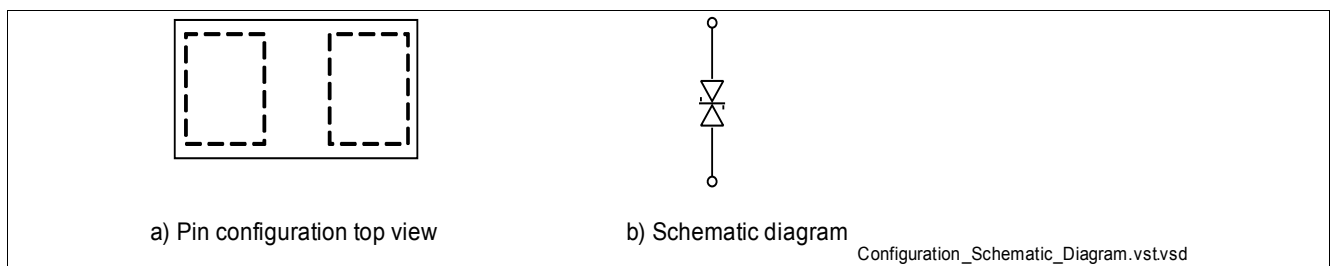 a) Pin configuration top view
b) Schematic diagram
Configuration_Schematic_Diagram.vst.vsd